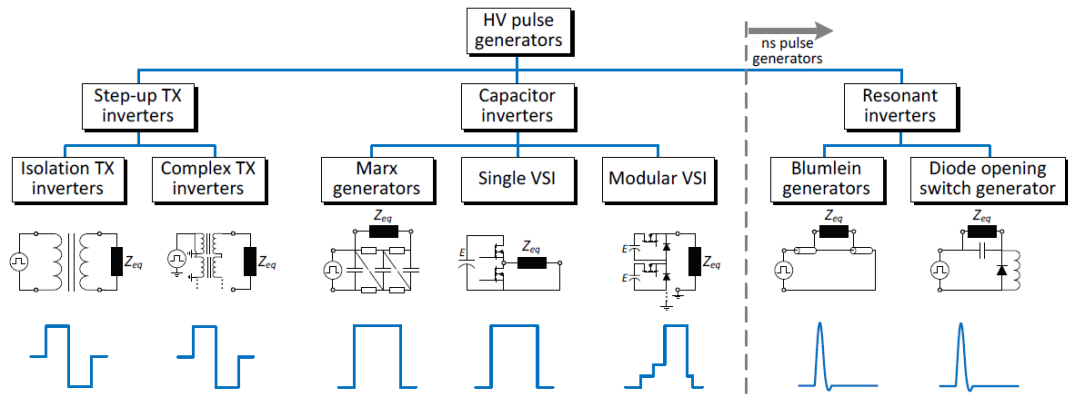 HV pulse
generators
ns pulse
generators
Step-up TX
inverters
Capacitor
inverters
Resonant
inverters
Isolation TX
inverters
Complex TX
inverters
Marx
generators
Single VSI
Modular VSI
Blumlein
generators
Diode opening
switch generator
Zeq
Zeq
Zeq
E
Zeq
E
E
Zeq
Zeq
Zeq